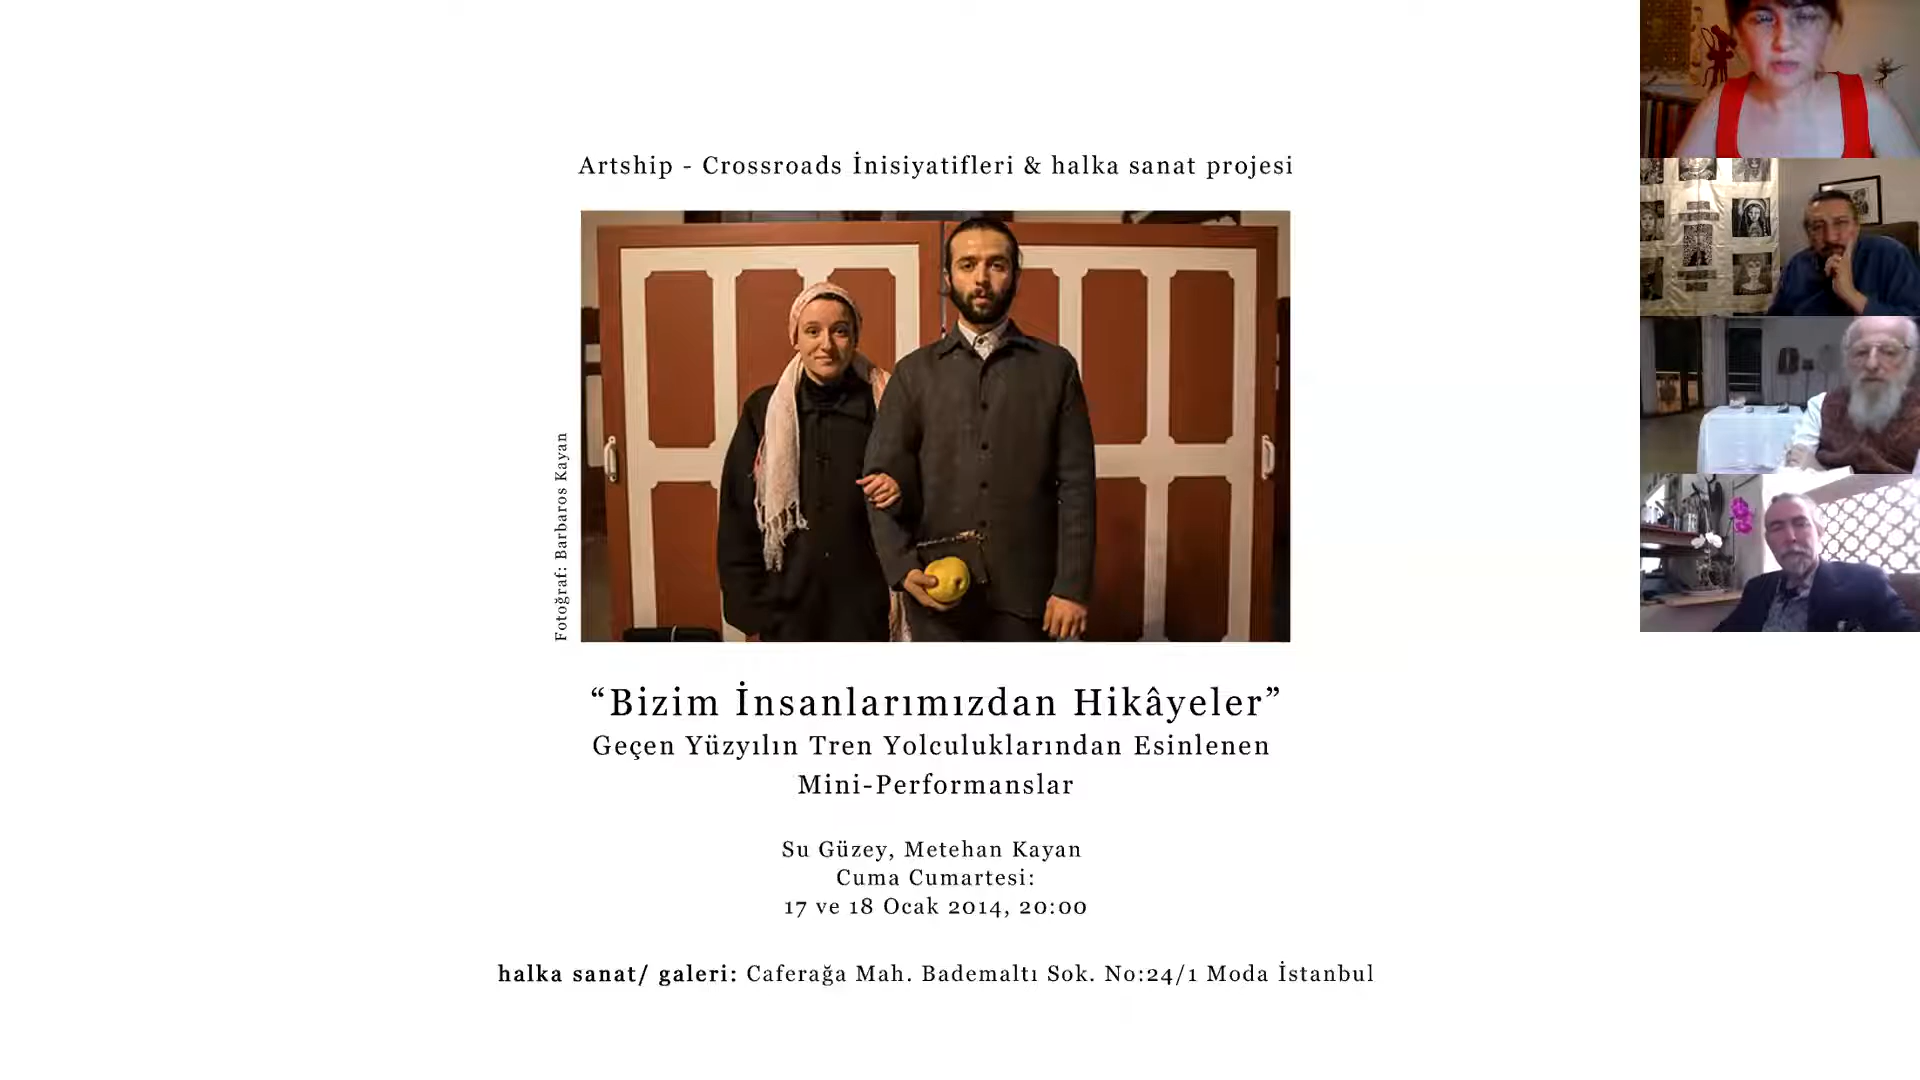 Artship - Crossroads İnisiyatifleri & halka sanat projesi
Fotoğraf: Barbaros Kayan
“Bizim İnsanlarımızdan Hikâyeler”
Geçen Yüzyılın Tren Yolculuklarından Esinlenen
Mini-Performanslar
Su Güzey, Metehan Kayan
Cuma Cumartesi:
17 ve 18 Ocak 2014, 20:00
halka sanat/ galeri: Caferağa Mah. Bademaltı Sok. No:24/1 Moda İstanbul